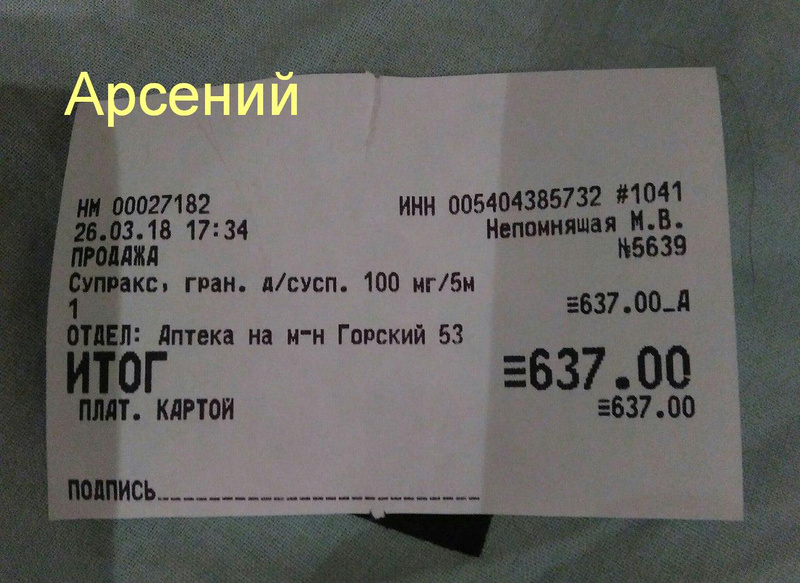 Арсений
НМ 00027182 ИНН 005404385732 #1041
26.03.18 17:34 Непомнящая М.В.
ПРОДАЖА №5639
Супракс, гран. д/сусп. 100 мг/5м
1 ≡637.00_А
ОТДЕЛ: Аптека на м-н Горский 53
ИТОГ ≡637.00
ПЛАТ. КАРТОЙ ≡637.00
ПОДПИСЬ